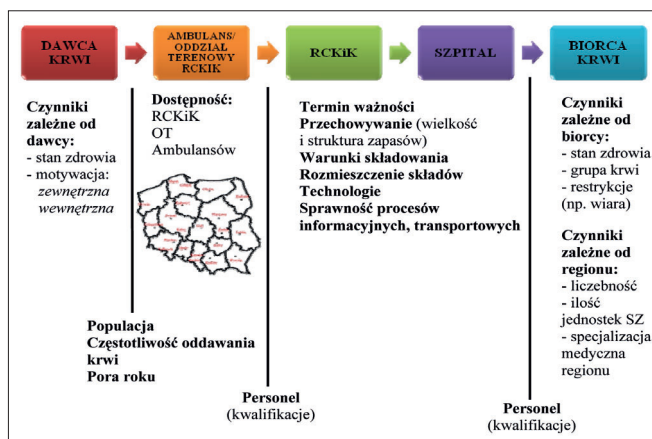 DAWCA
KRWI
AMBULANS/
ODDZIAŁ
TERENOWY
RCKIK
RCKiK
SZPITAL
BIORCA
KRWI
Czynniki
zależne od
dawcy:
- stan zdrowia
- motywacja:
zewnętrzna
wewnętrzna
Dostępność:
RCKiK
OT
Ambulansów
Termin ważności
Przechowywanie (wielkość
i struktura zapasów)
Warunki składowania
Rozmieszczenie składów
Technologie
Sprawność procesów
informacyjnych, transportowych
Czynniki
zależne od
biorcy:
- stan zdrowia
- grupa krwi
- restrykcje
(np. wiara)
Czynniki
zależne od
regionu:
- liczebność
- ilość
jednostek SZ
- specjalizacja
medyczna
regionu
Populacja
Częstotliwość oddawania
krwi
Pora roku
Personel
(kwalifikacje)
Personel
(kwalifikacje)